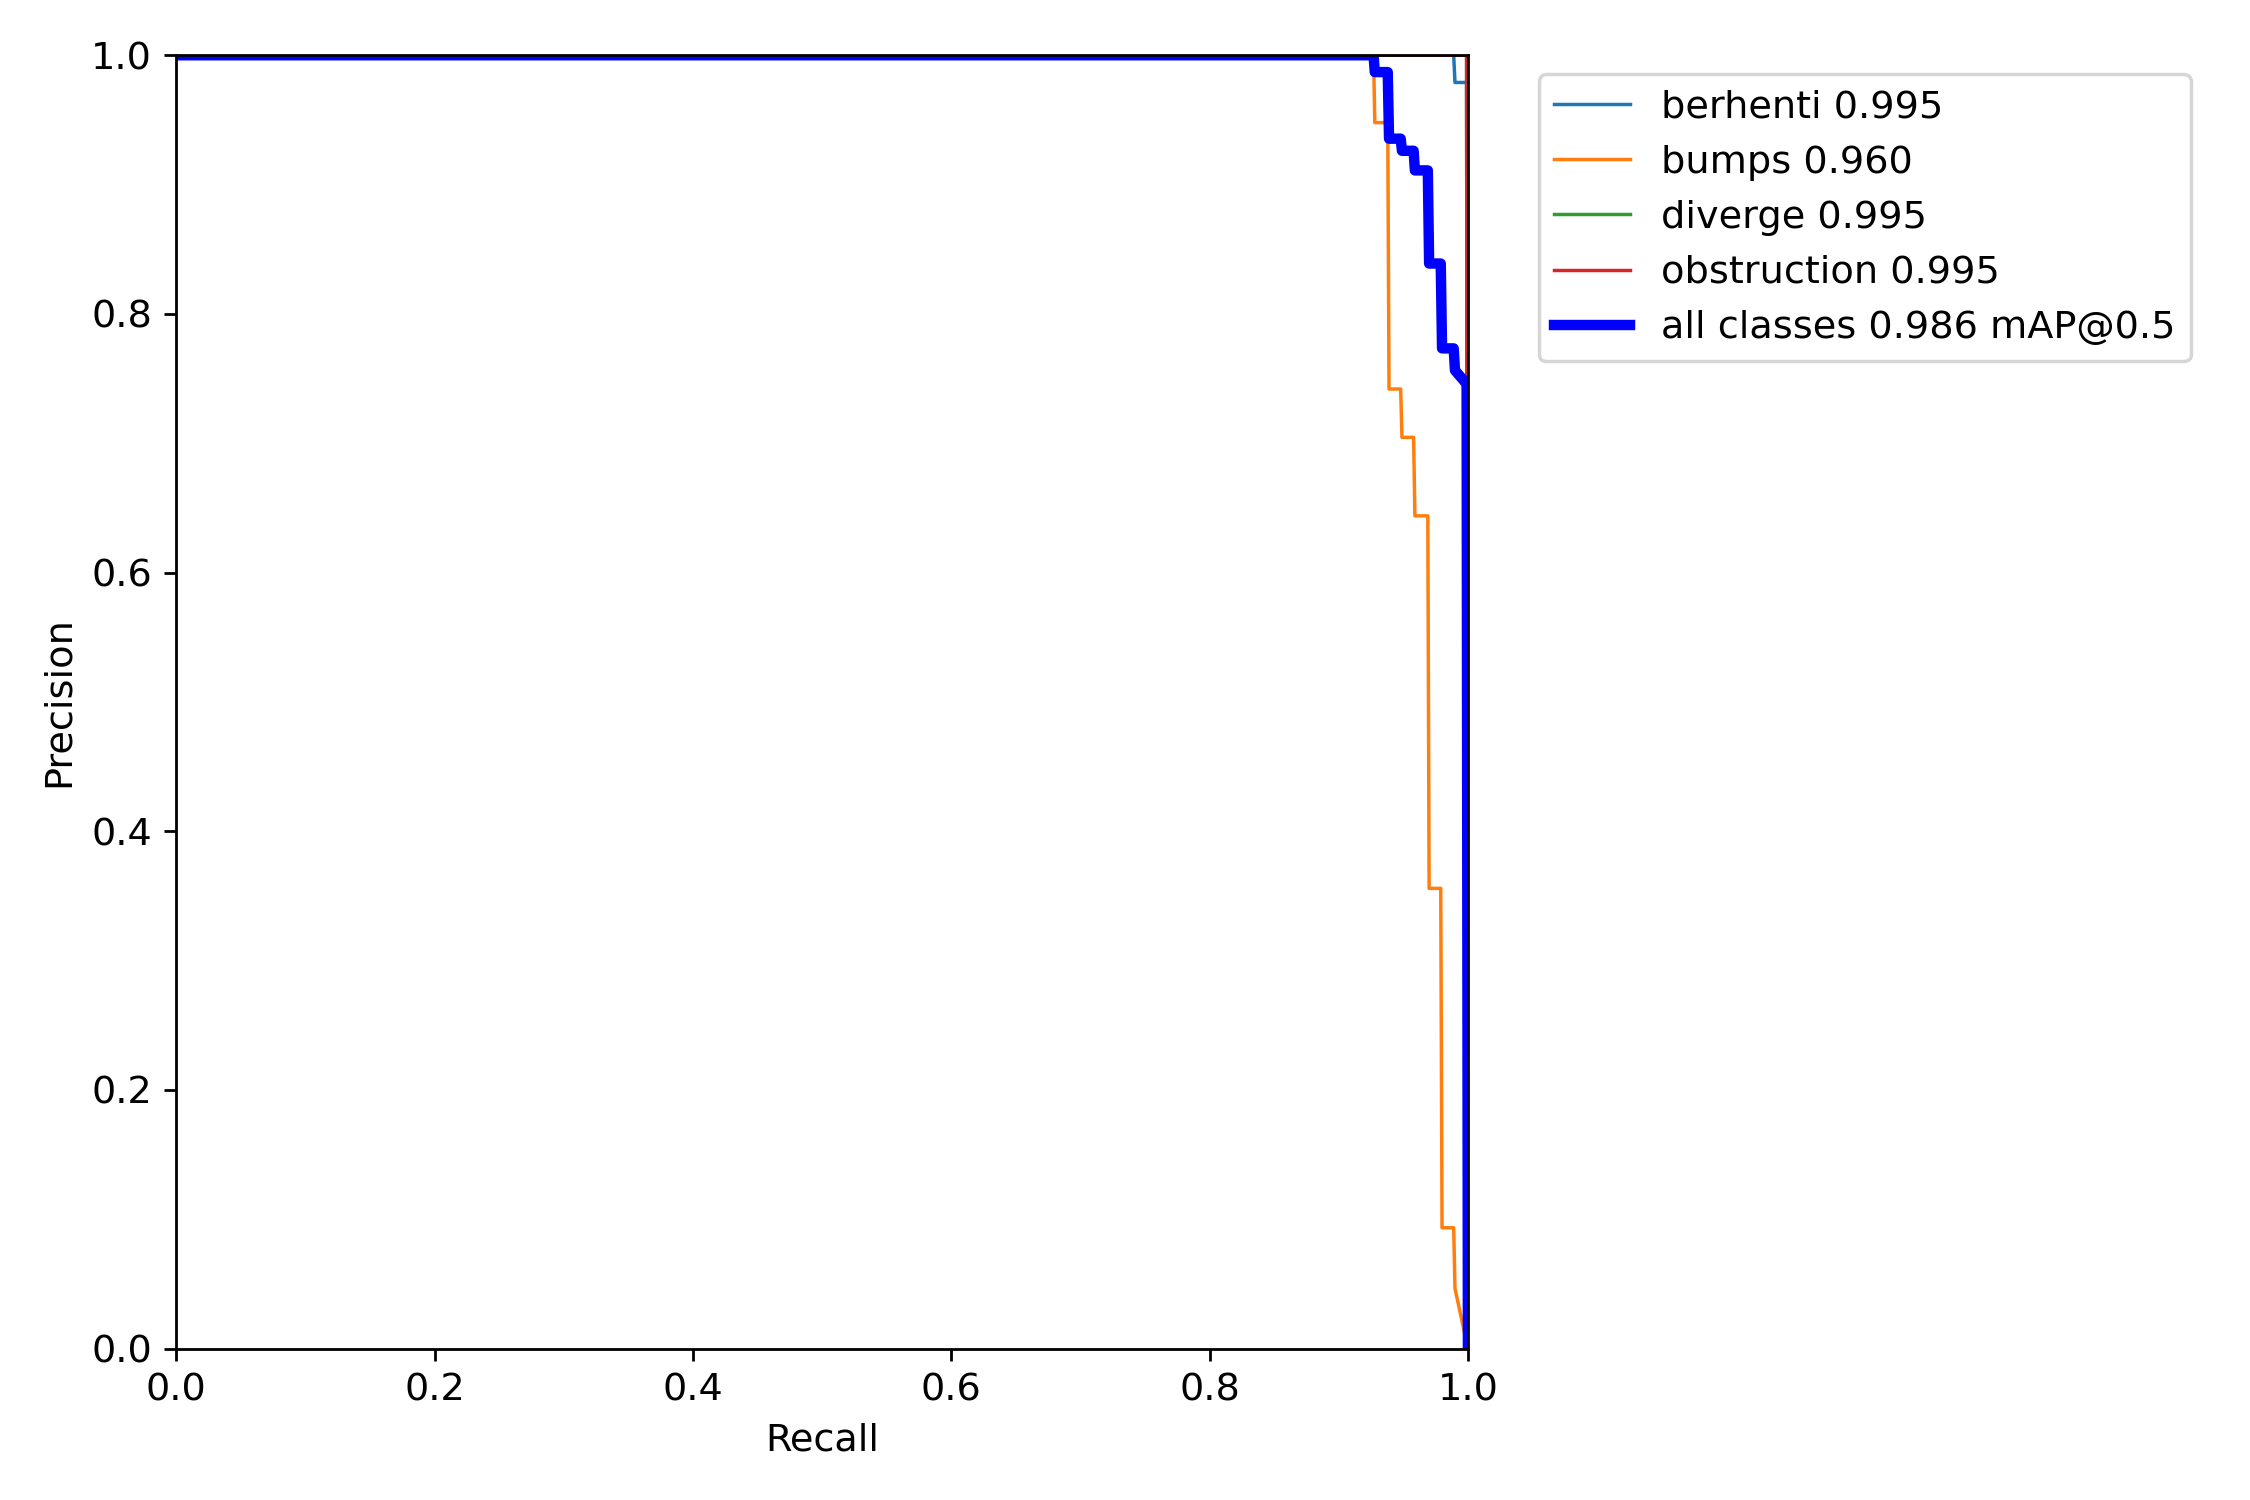 1.0
0.8
0.6
0.4
0.2
0.0
Precision
0.0 0.2 0.4 0.6 0.8 1.0
Recall
berhenti 0.995
bumps 0.960
diverge 0.995
obstruction 0.995
all classes 0.986 mAP@0.5